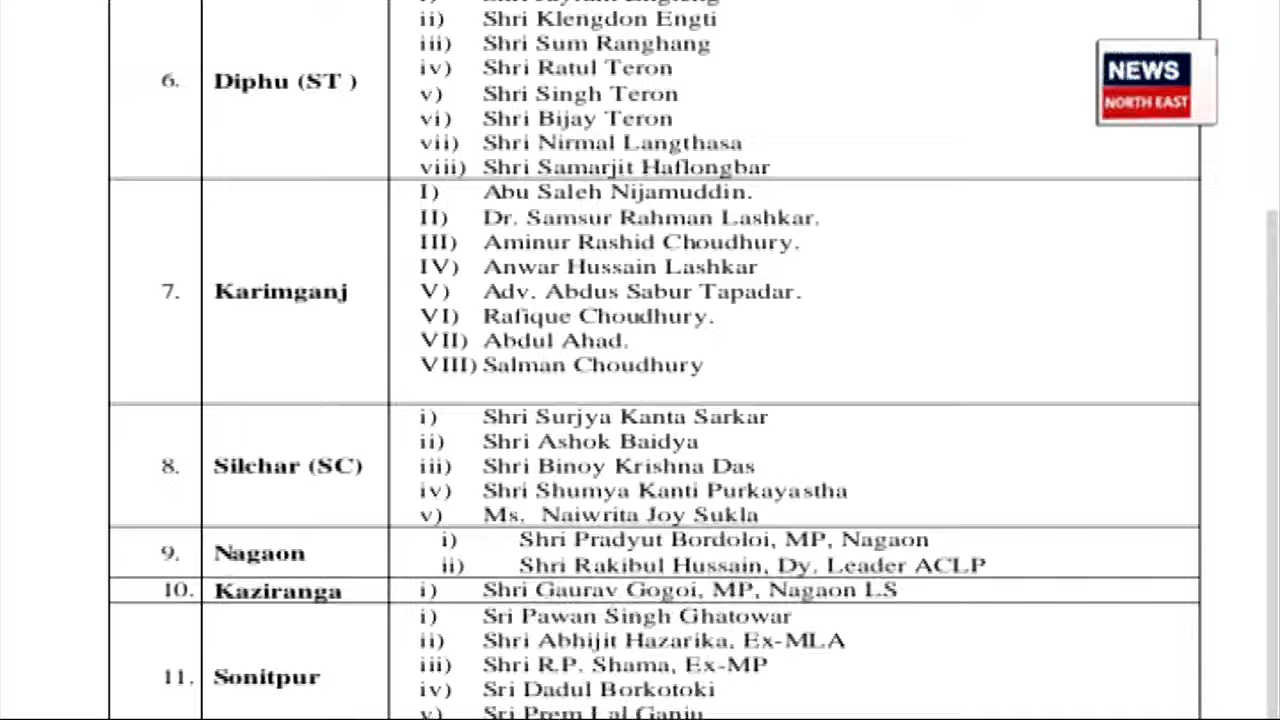 ii) Shri Klengdon Engti
iii) Shri Sum Ranghang
6. Diphu (ST ) iv) Shri Ratul Teron
v) Shri Singh Teron
vi) Shri Bijay Teron
vii) Shri Nirmal Langthasa
viii) Shri Samarjit Haflongbar
NEWS
NORTH EAST
I) Abu Saleh Nijamuddin.
II) Dr. Samsur Rahman Lashkar.
III) Aminur Rashid Choudhury.
IV) Anwar Hussain Lashkar
7. Karimganj V) Adv. Abdus Sabur Tapadar.
VI) Rafique Choudhury.
VII) Abdul Ahad.
VIII) Salman Choudhury
i) Shri Surjya Kanta Sarkar
ii) Shri Ashok Baidya
8. Silchar (SC) iii) Shri Binoy Krishna Das
iv) Shri Shumya Kanti Purkayastha
v) Ms. Naiwrita Joy Sukla
9. Nagaon i) Shri Pradyut Bordoloi, MP, Nagaon
ii) Shri Rakibul Hussain, Dy. Leader ACLP
10. Kaziranga i) Shri Gaurav Gogoi, MP, Nagaon LS
i) Sri Pawan Singh Ghatowar
ii) Shri Abhijit Hazarika, Ex-MLA
iii) Shri R.P. Shama, Ex-MP
11. Sonitpur iv) Sri Dadul Borkotoki
v) Sri Prem Lal Ganju